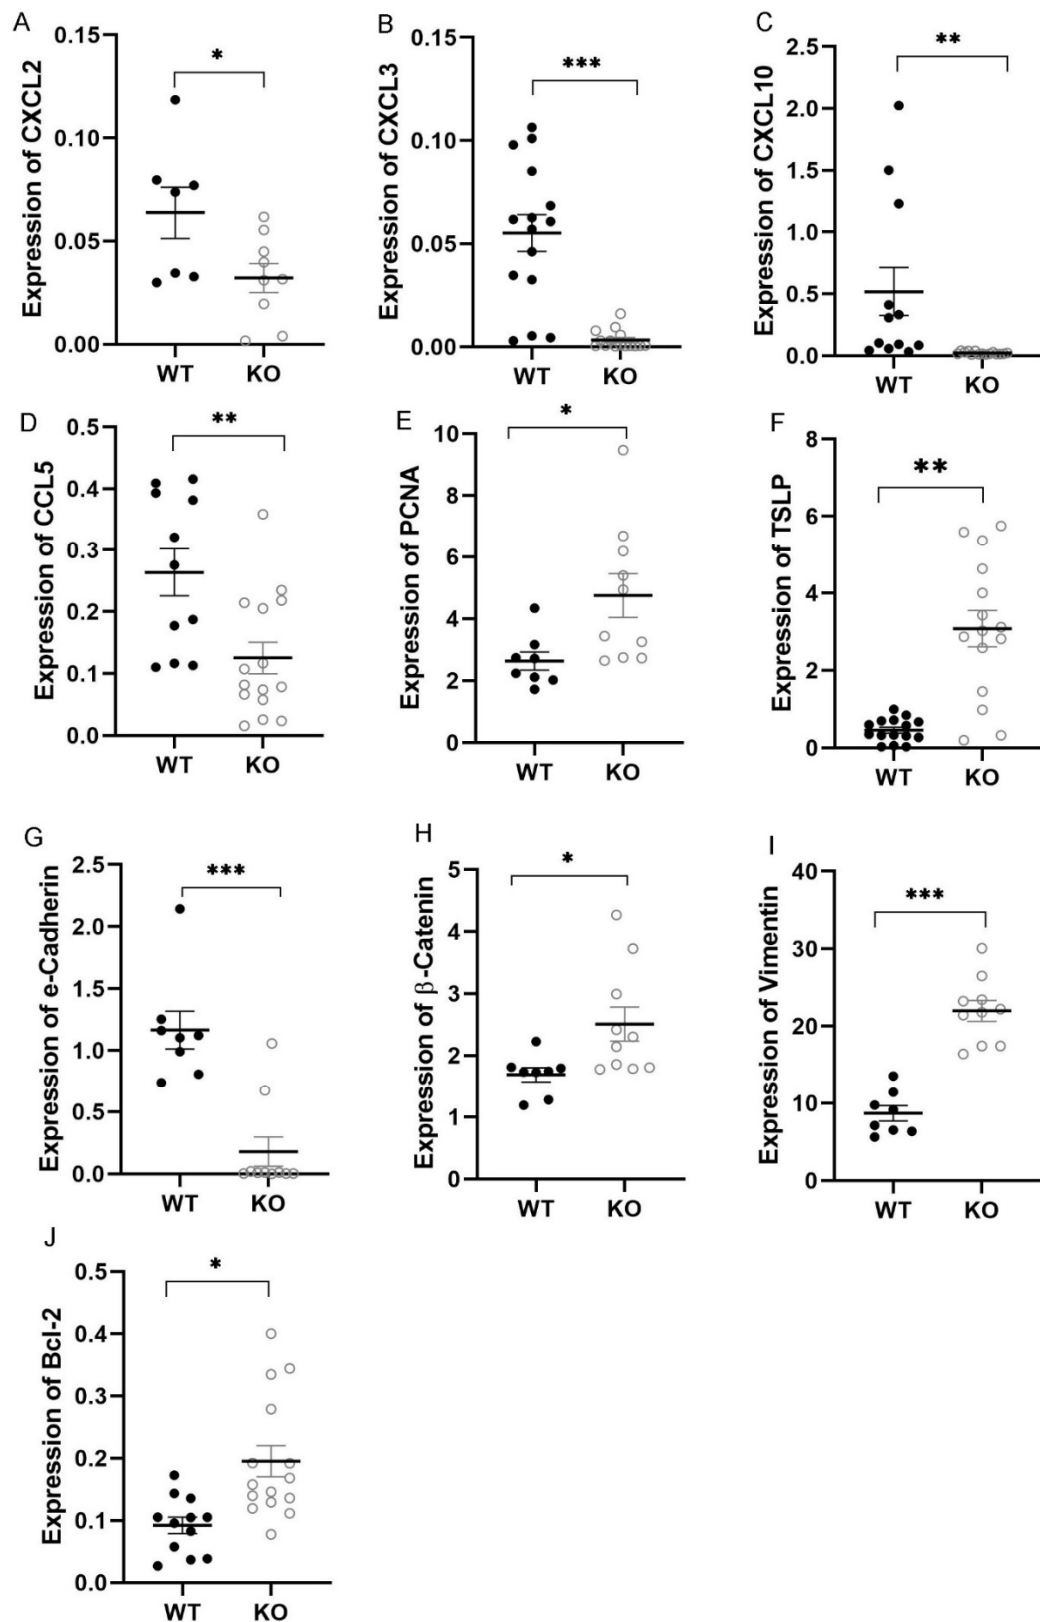 A
Expression of CXCL2
0.15
0.10
0.05
0.00
*
WT KO
B
Expression of CXCL3
0.15
0.10
0.05
0.00
***
WT KO
C
Expression of CXCL10
2.5
2.0
1.5
1.0
0.5
0.0
**
WT KO
D
Expression of CCL5
0.5
0.4
0.3
0.2
0.1
0.0
**
WT KO
E
Expression of PCNA
10
8
6
4
2
0
*
WT KO
F
Expression of TSLP
8
6
4
2
0
**
WT KO
G
Expression of e-Cadherin
2.5
2.0
1.5
1.0
0.5
0.0
***
WT KO
H
Expression of β-Catenin
5
4
3
2
1
0
*
WT KO
I
Expression of Vimentin
40
30
20
10
0
***
WT KO
J
Expression of Bcl-2
0.5
0.4
0.3
0.2
0.1
0.0
*
WT KO